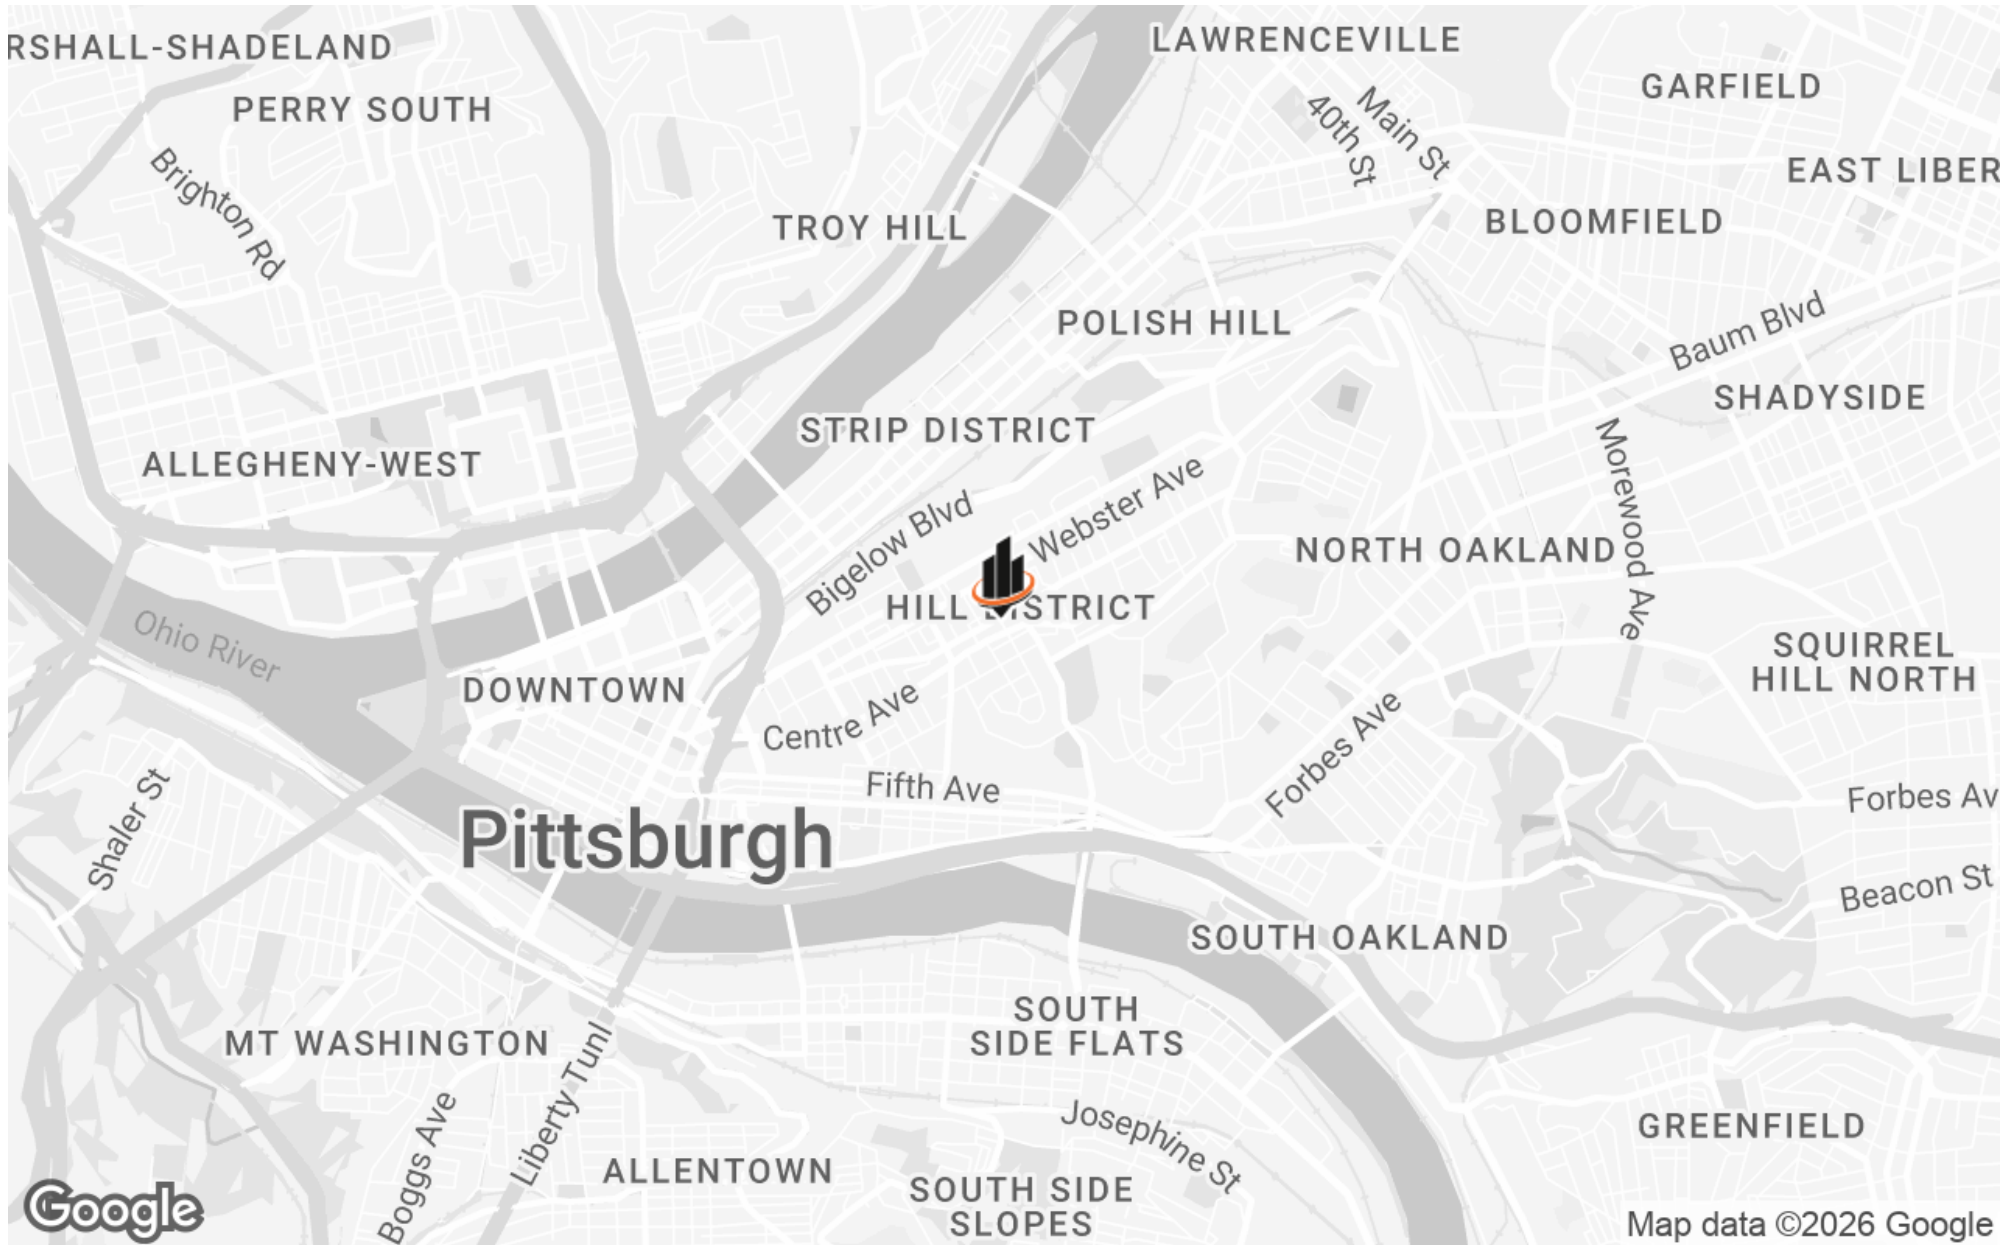 LAWRENCEVILLE
RSHALL-SHADELAND
GARFIELD
PERRY SOUTH
Main St
40th St
EAST LIBER
Brighton Rd
TROY HILL
BLOOMFIELD
POLISH HILL
Baum Blvd
SHADYSIDE
STRIP DISTRICT
ALLEGHENY-WEST
Morewood Ave
Webster Ave
Bigelow Blvd
NORTH OAKLAND
HILL DISTRICT
Ohio River
SQUIRREL
HILL NORTH
DOWNTOWN
Centre Ave
Forbes Ave
Fifth Ave
Forbes Av
Shaler St
Pittsburgh
Beacon St
SOUTH OAKLAND
SOUTH
SIDE FLATS
MT WASHINGTON
Liberty Tunl
Boggs Ave
Josephine St
GREENFIELD
ALLENTOWN
SOUTH SIDE
SLOPES
Google
Map data ©2026 Google